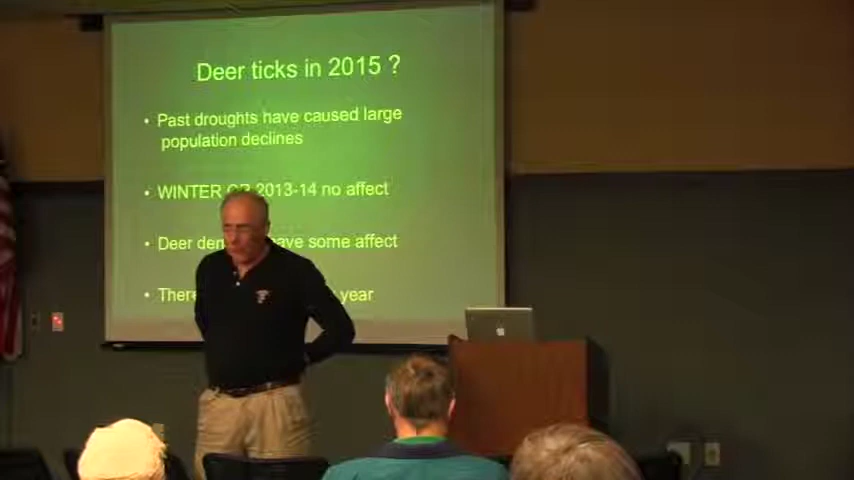 Deer ticks in 2015 ?
• Past droughts have caused large
population declines
• WINTER 2013-14 no affect
• Deer some affect
• There year